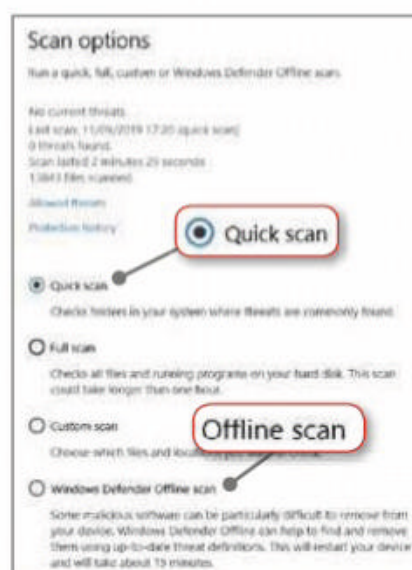 Scan options
Run a quick, full, custom or Windows Defender Offline scan.
No current threats.
Last scan: 11/09/2019 17:20 (quick scan)
0 threats found.
Scan lasted 2 minutes 29 seconds
files scanned.
Allowed threats
Protection history
Quick scan
Quick scan
Checks folders in your system where threats are commonly found.
Full scan
Checks all files and running programs on your hard disk. This scan
could take longer than one hour.
Custom scan
Offline scan
Choose which files and
Windows Defender Offline scan
Some malicious software can be particularly difficult to remove from
your device. Windows Defender Offline can help to find and remove
them using up-to-date threat definitions. This will restart your device
and will take about 15 minutes.